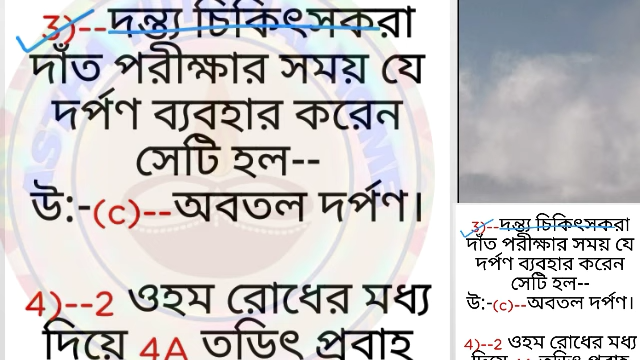 3)--দন্ত্য চিকিৎসকরা
দাঁত পরীক্ষার সময় যে
দর্পণ ব্যবহার করেন
সেটি হল--
উ:-(c)--অবতল দর্পণ।
4)--2 ওহম রোধের মধ্য
দিয়ে 4A তড়িৎ প্রবাহ
3)--দন্ত্য চিকিৎসকরা
দাঁত পরীক্ষার সময় যে
দর্পণ ব্যবহার করেন
সেটি হল--
উ:-(c)--অবতল দর্পণ।
4)--2 ওহম রোধের মধ্য